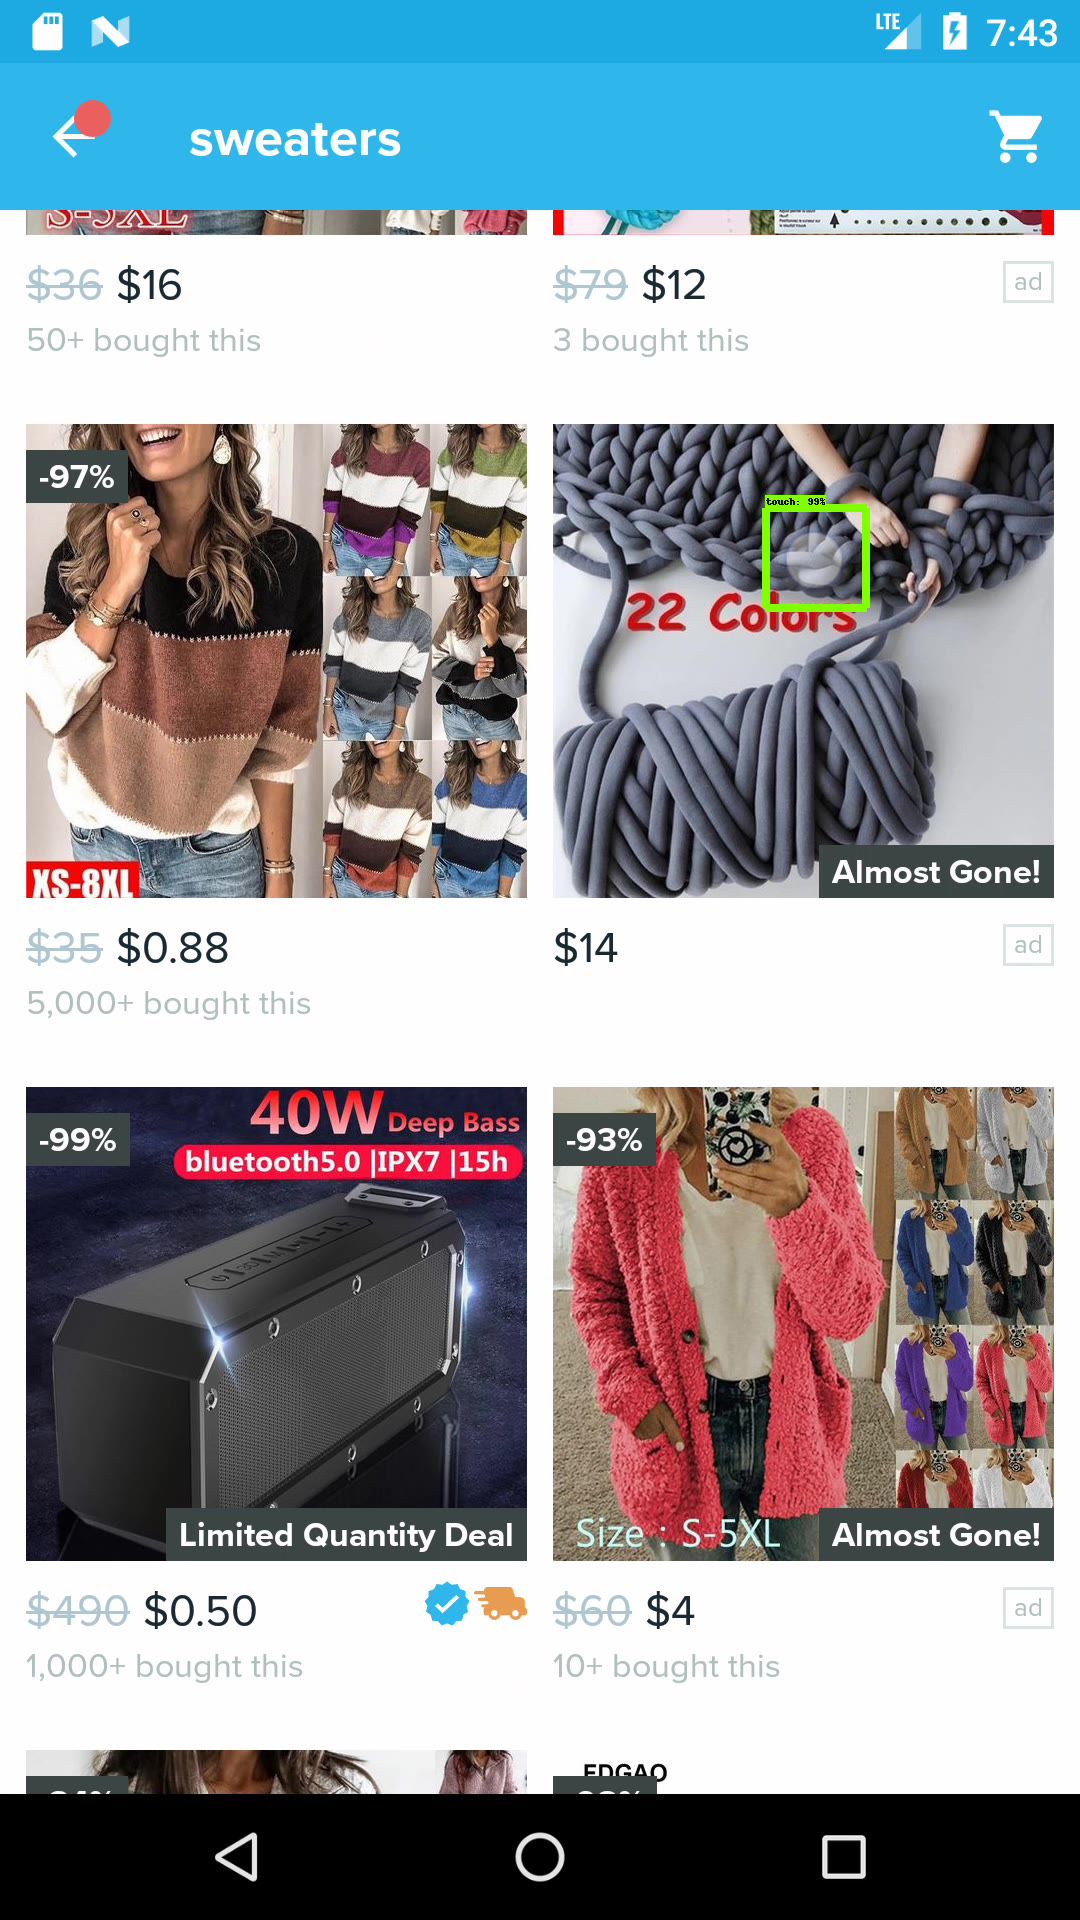 LTE 7:43
sweaters
S-5XL
$36 $16
50+ bought this
$79 $12
ad
3 bought this
-97%
XS-8XL
$35 $0.88
5,000+ bought this
touch: 99%
22 Colors
Almost Gone!
$14
ad
-99%
40W Deep Bass
bluetooth5.0 |IPX7 |15h
Limited Quantity Deal
$490 $0.50
1,000+ bought this
-93%
Size : S-5XL
Almost Gone!
$60 $4
ad
10+ bought this
EDGAO